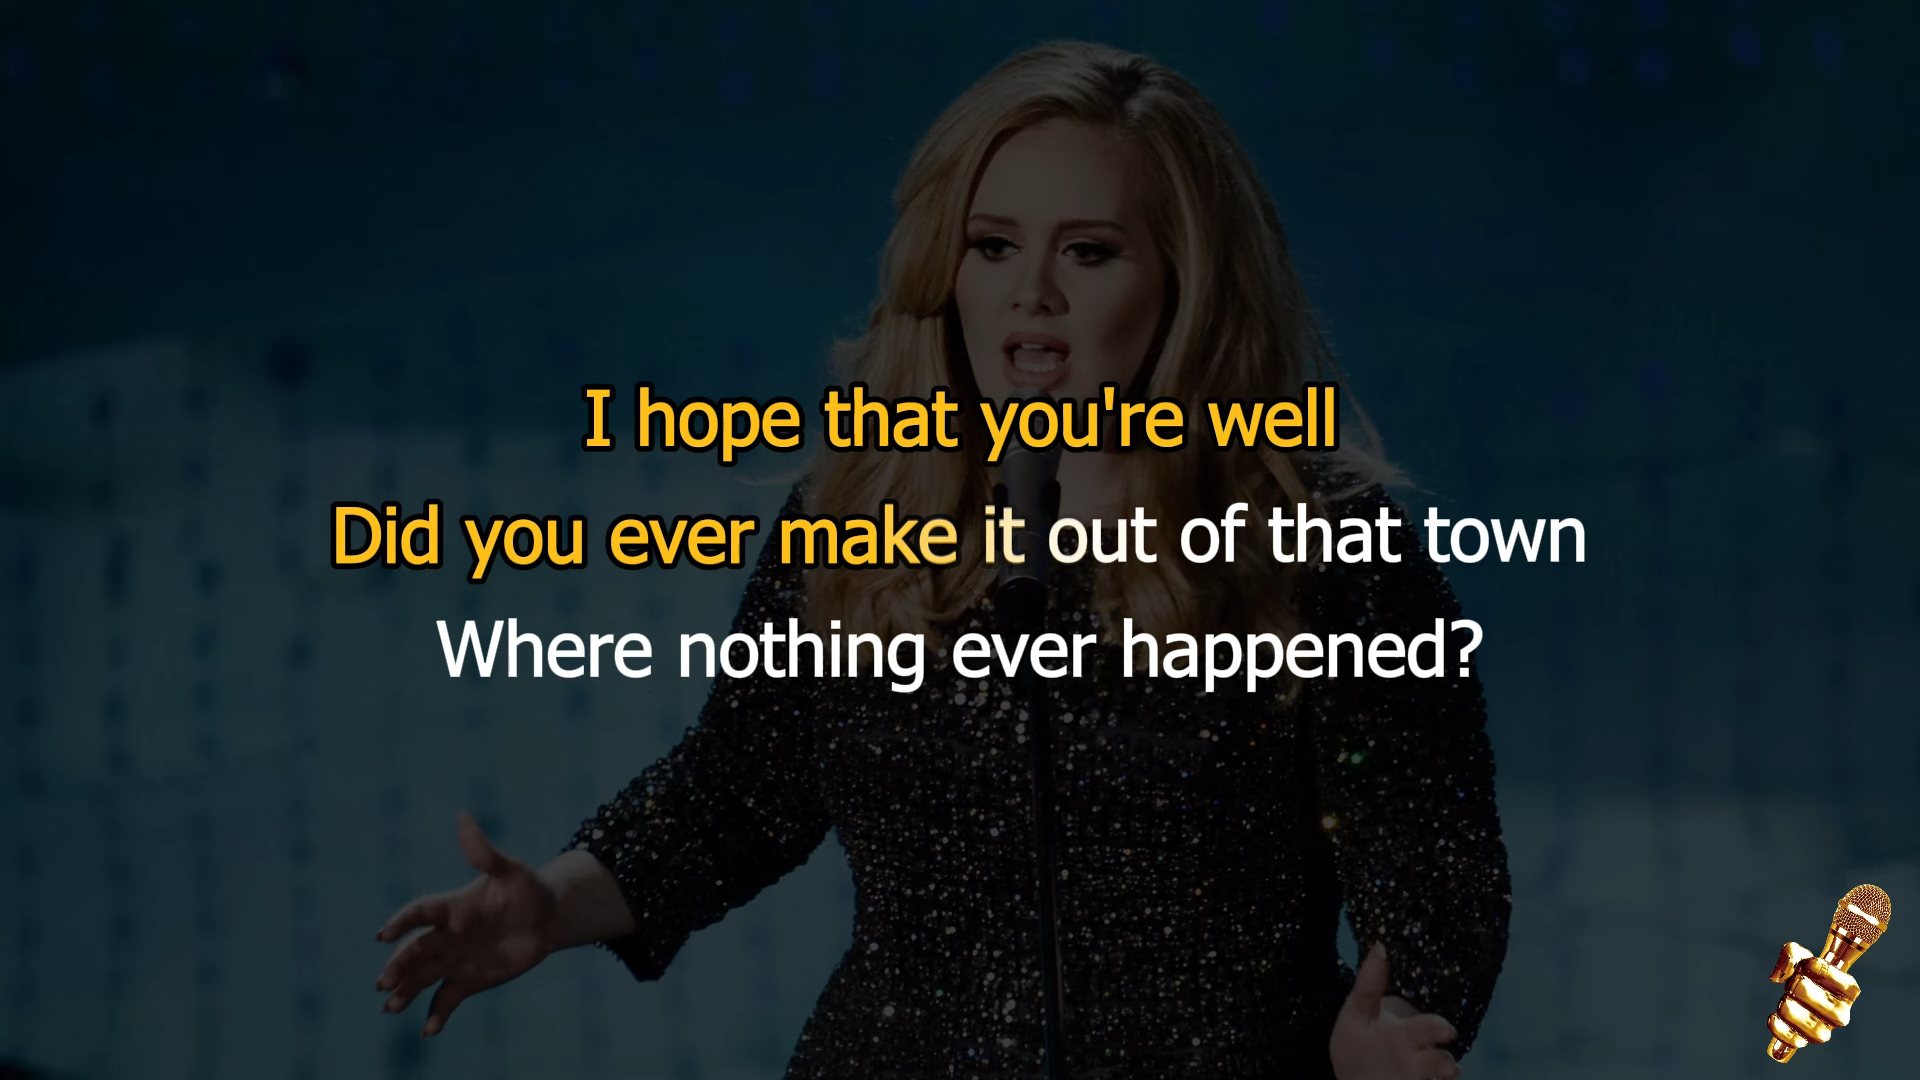 I hope that you're well
Did you ever make it out of that town
Where nothing ever happened?